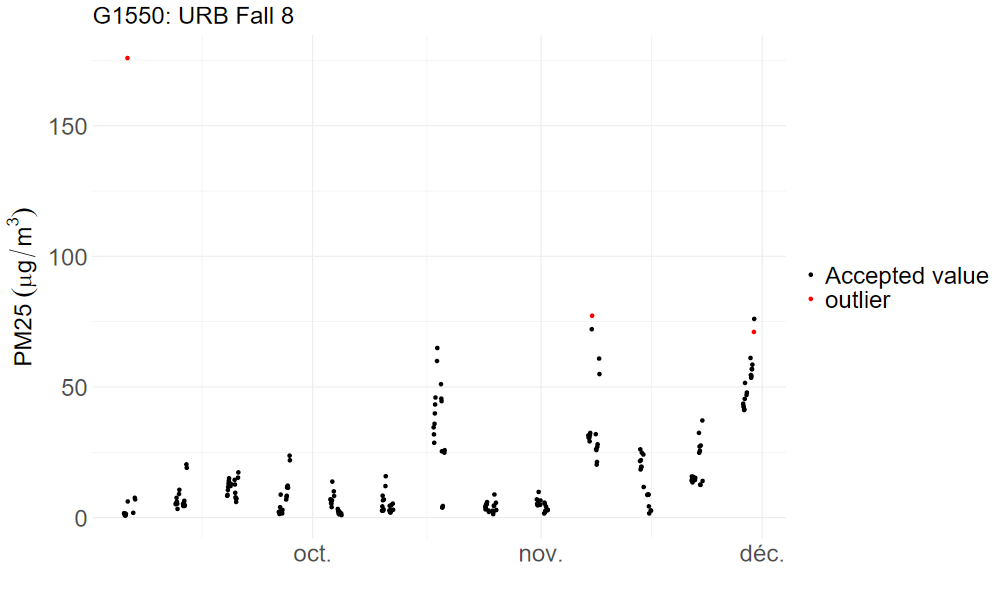 G1550: URB Fall 8
PM25 (μg/m³)
150
100
50
0
oct.
nov.
déc.
Accepted value
outlier